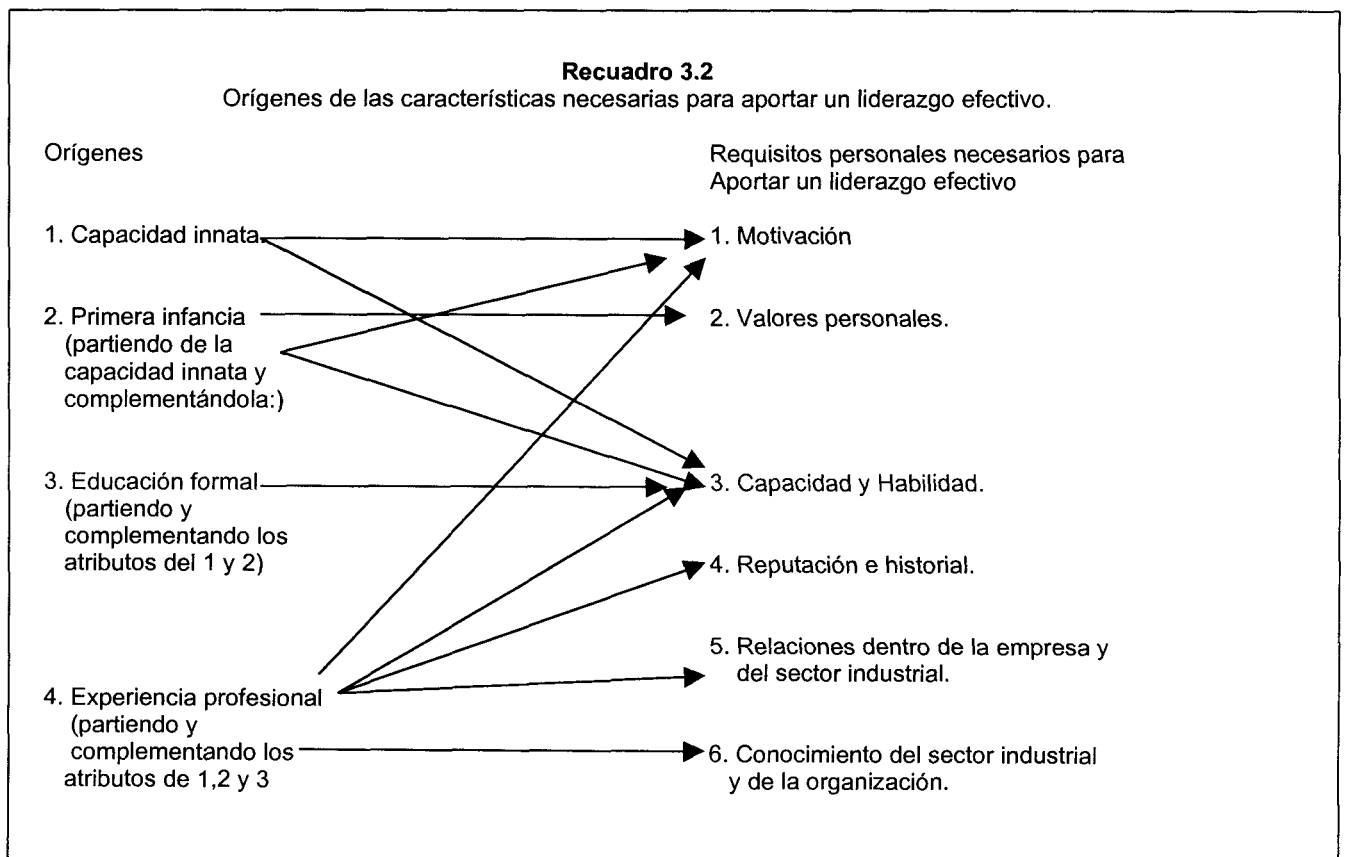 Recuadro 3.2
Orígenes de las características necesarias para aportar un liderazgo efectivo.
Orígenes
1. Capacidad innata
2. Primera infancia
(partiendo de la
capacidad innata y
complementándola:)
3. Educación formal
(partiendo y
complementando los
atributos del 1 y 2)
4. Experiencia profesional
(partiendo y
complementando los
atributos de 1,2 y 3
Requisitos personales necesarios para
Aportar un liderazgo efectivo
1. Motivación
2. Valores personales.
3. Capacidad y Habilidad.
4. Reputación e historial.
5. Relaciones dentro de la empresa y
del sector industrial.
6. Conocimiento del sector industrial
y de la organización.